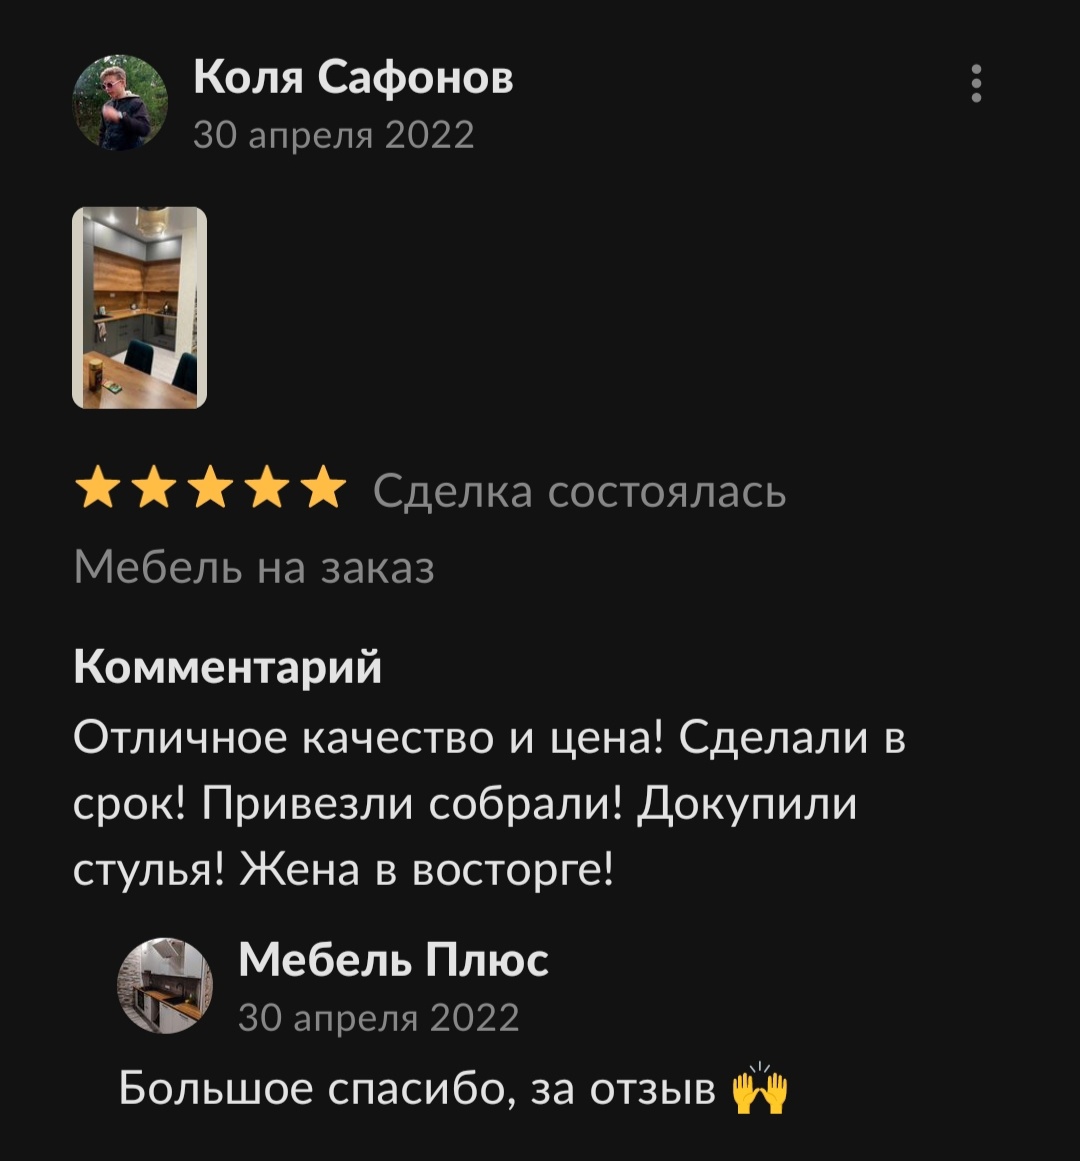 Коля Сафонов
30 апреля 2022
Сделка состоялась
Мебель на заказ
Комментарий
Отличное качество и цена! Сделали в
срок! Привезли собрали! Докупили
стулья! Жена в восторге!
Мебель Плюс
30 апреля 2022
Большое спасибо, за отзыв 🙌